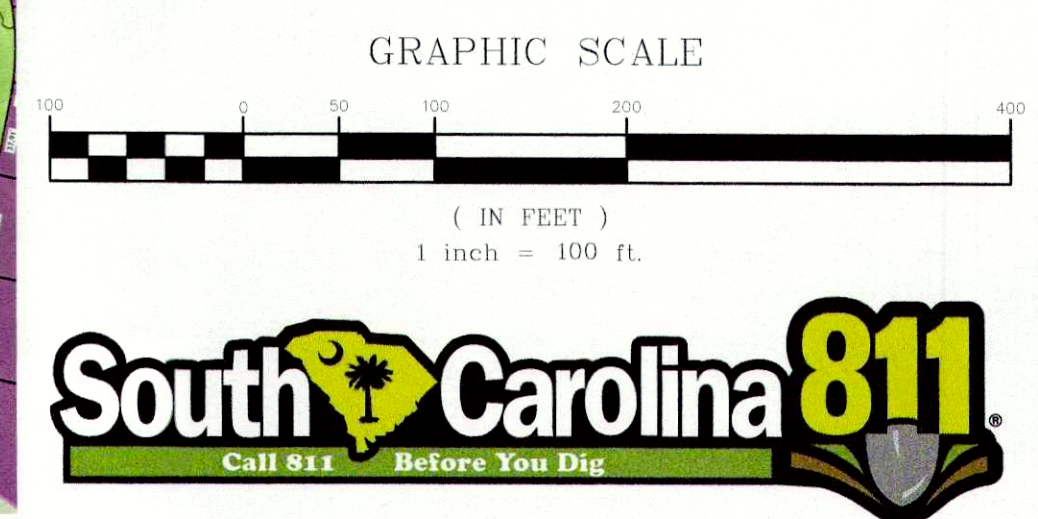 GRAPHIC SCALE
100 0 50 100 200 400
( IN FEET )
1 inch = 100 ft.
South Carolina 811®
Call 811 Before You Dig